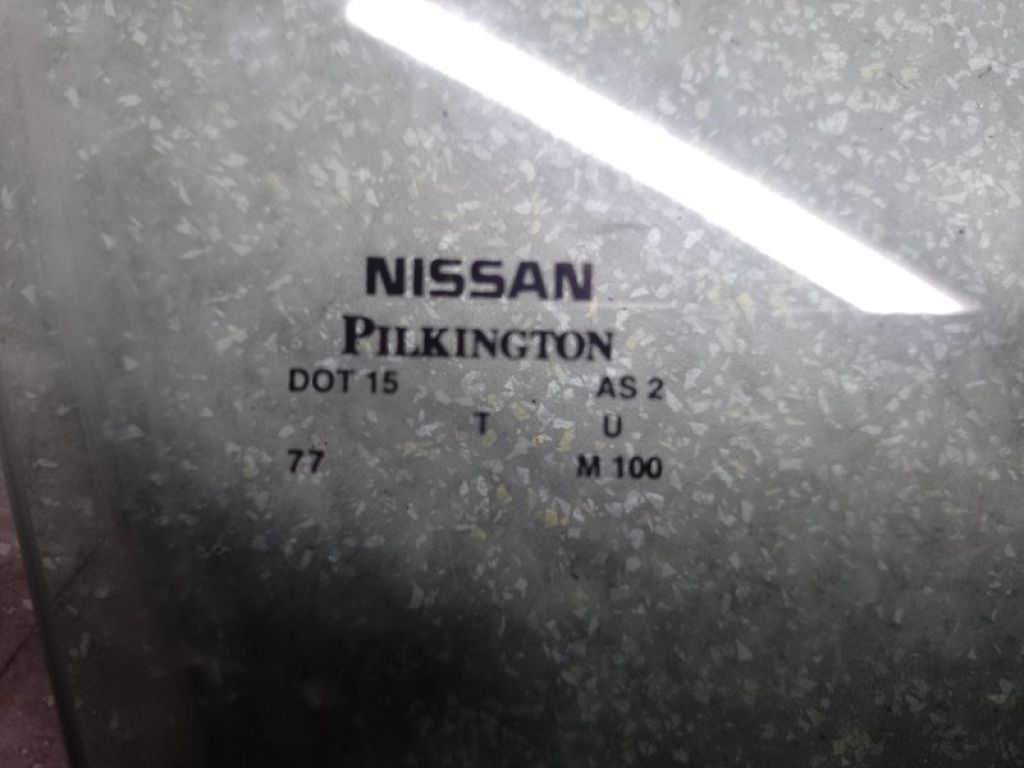 NISSAN
PILKINGTON
DOT 15 AS 2
T U
77 M 100